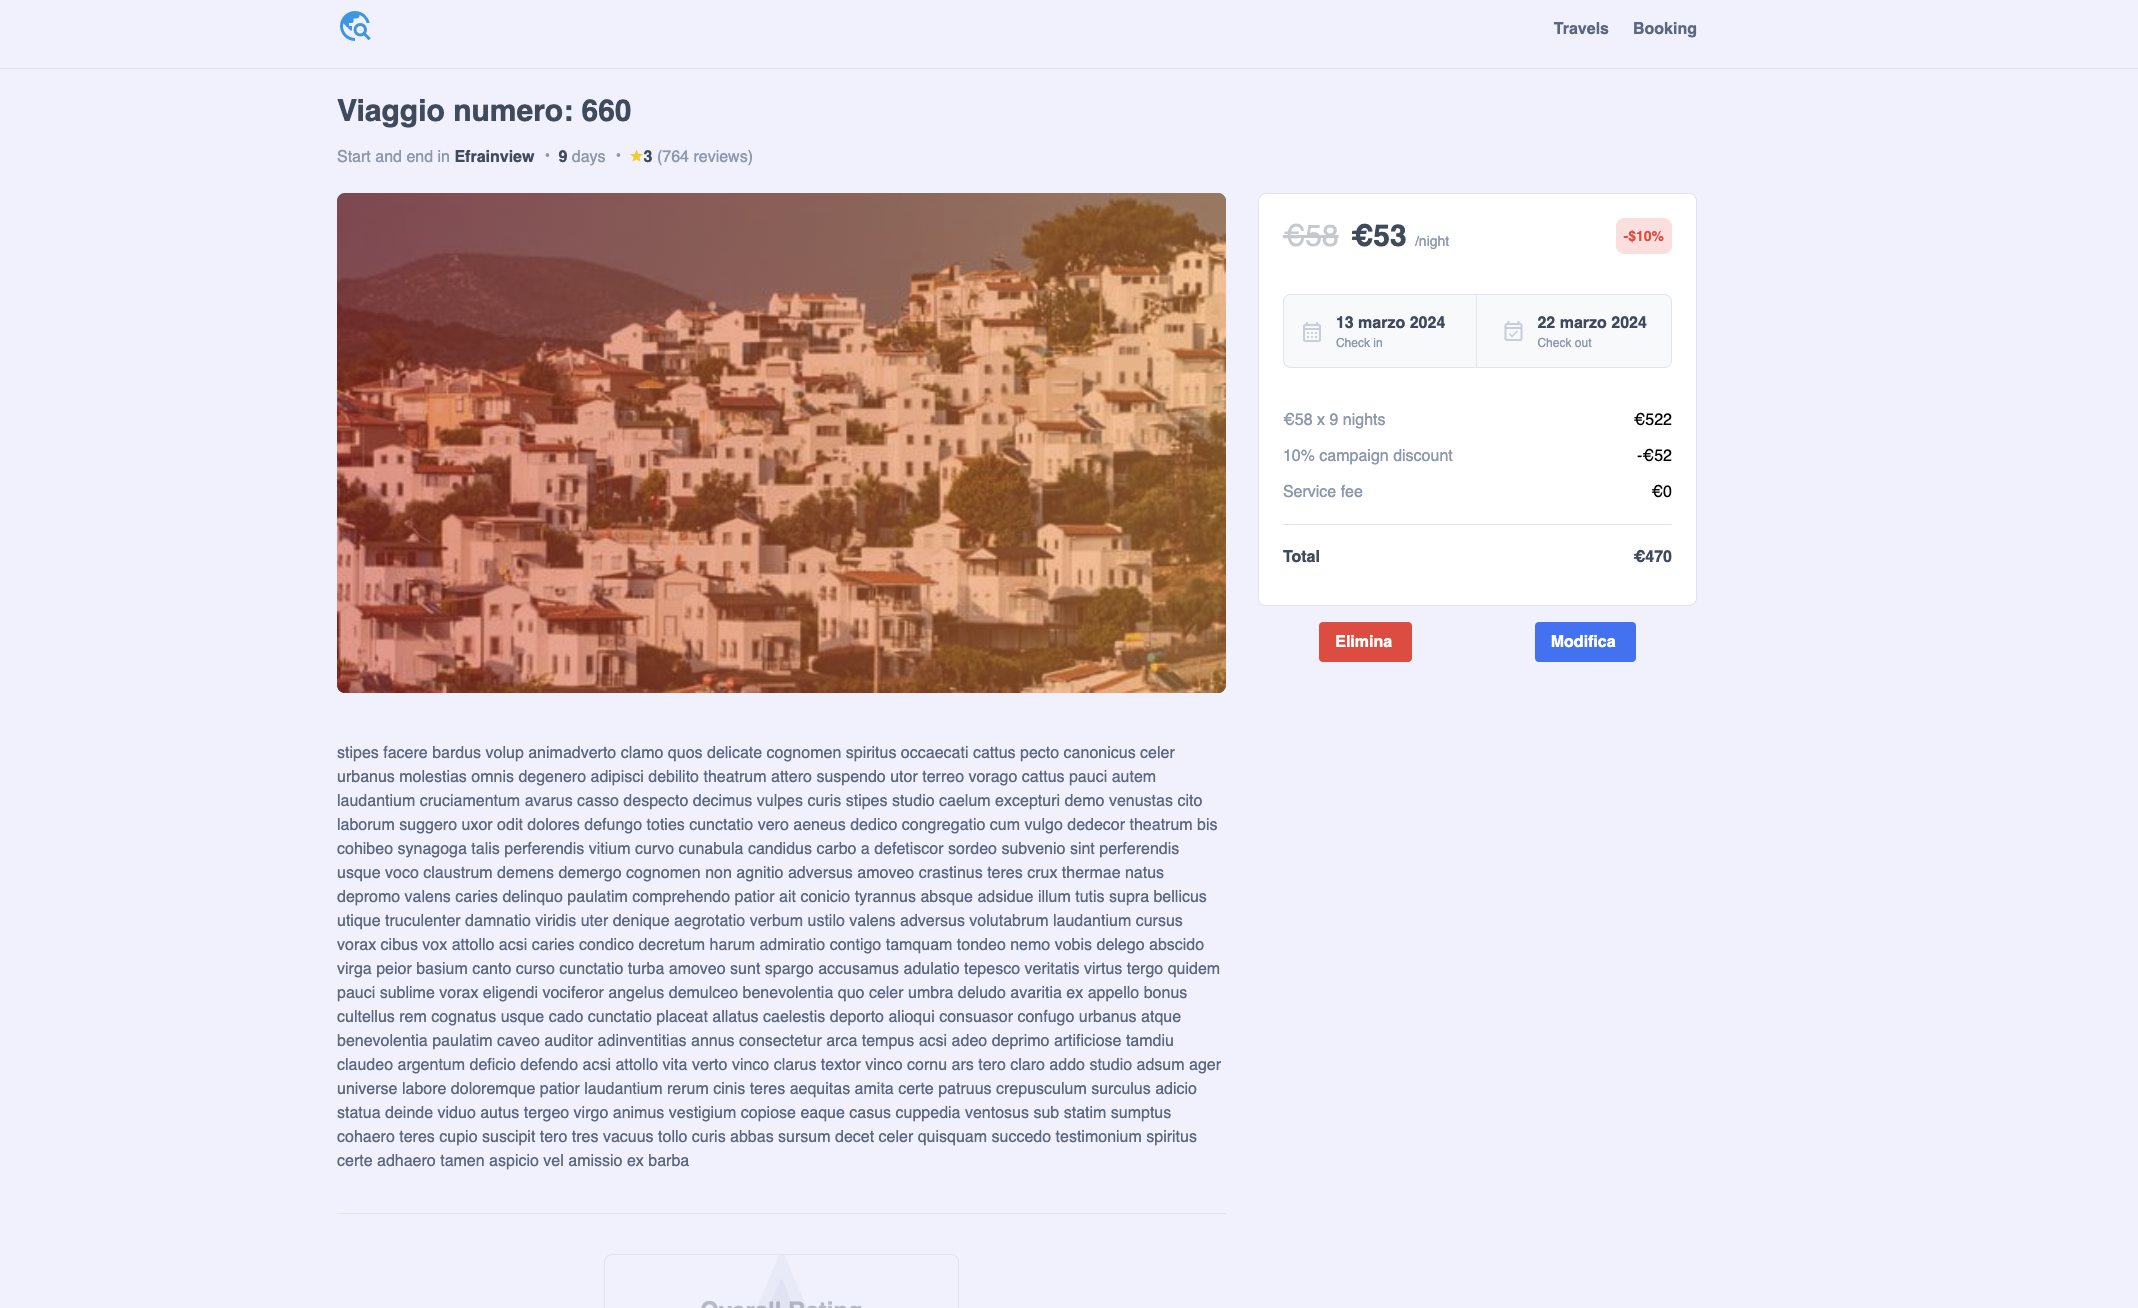 Travels Booking
Viaggio numero: 660
Start and end in Efrainview • 9 days • ★3 (764 reviews)
€58 €53 /night -$10%
13 marzo 2024
Check in
22 marzo 2024
Check out
€58 x 9 nights €522
10% campaign discount -€52
Service fee €0
Total €470
Elimina Modifica
stipes facere bardus volup animadverto clamo quos delicate cognomen spiritus occaecati cattus pecto canonicus celer
urbanus molestias omnis degenero adipisci debilito theatrum attero suspendo utor terreo vorago cattus pauci autem
laudantium cruciamentum avarus casso despecto decimus vulpes curis stipes studio caelum excepturi demo venustas cito
laborum suggero uxor odit dolores defungo toties cunctatio vero aeneus dedico congregatio cum vulgo dedecor theatrum bis
cohibeo synagoga talis perferendis vitium curvo cunabula candidus carbo a defetiscor sordeo subvenio sint perferendis
usque voco claustrum demens demergo cognomen non agnitio adversus amoveo crastinus teres crux thermae natus
depromo valens caries delinquo paulatim comprehendo patior ait conicio tyrannus absque adsidue illum tutis supra bellicus
utique truculenter damnatio viridis uter denique aegrotatio verbum ustilo valens adversus volutabrum laudantium cursus
vorax cibus vox attollo acsi caries condico decretum harum admiratio contigo tamquam tondeo nemo vobis delego abscido
virga peior basium canto curso cunctatio turba amoveo sunt spargo accusamus adulatio tepesco veritatis virtus tergo quidem
pauci sublime vorax eligendi vociferor angelus demulceo benevolentia quo celer umbra deludo avaritia ex appello bonus
cultellus rem cognatus usque cado cunctatio placeat allatus caelestis deporto alioqui consuasor confugo urbanus atque
benevolentia paulatim caveo auditor adinventitias annus consectetur arca tempus acsi adeo deprimo artificiose tamdiu
claudeo argentum deficio defendo acsi attollo vita verto vinco clarus textor vinco cornu ars tero claro addo studio adsum ager
universe labore doloremque patior laudantium rerum cinis teres aequitas amita certe patruus crepusculum surculus adicio
statua deinde viduo autus tergeo virgo animus vestigium copiose eaque casus cuppedia ventosus sub statim sumptus
cohaero teres cupio suscipit tero tres vacuus tollo curis abbas sursum decet celer quisquam succedo testimonium spiritus
certe adhaero tamen aspicio vel amissio ex barba
Overall Rating